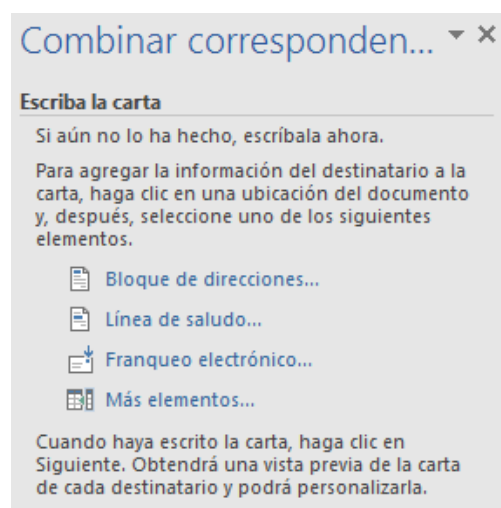 Combinar corresponden...
Escriba la carta
Si aún no lo ha hecho, escríbala ahora.
Para agregar la información del destinatario a la
carta, haga clic en una ubicación del documento
y, después, seleccione uno de los siguientes
elementos.
Bloque de direcciones...
Línea de saludo...
Franqueo electrónico...
Más elementos...
Cuando haya escrito la carta, haga clic en
Siguiente. Obtendrá una vista previa de la carta
de cada destinatario y podrá personalizarla.